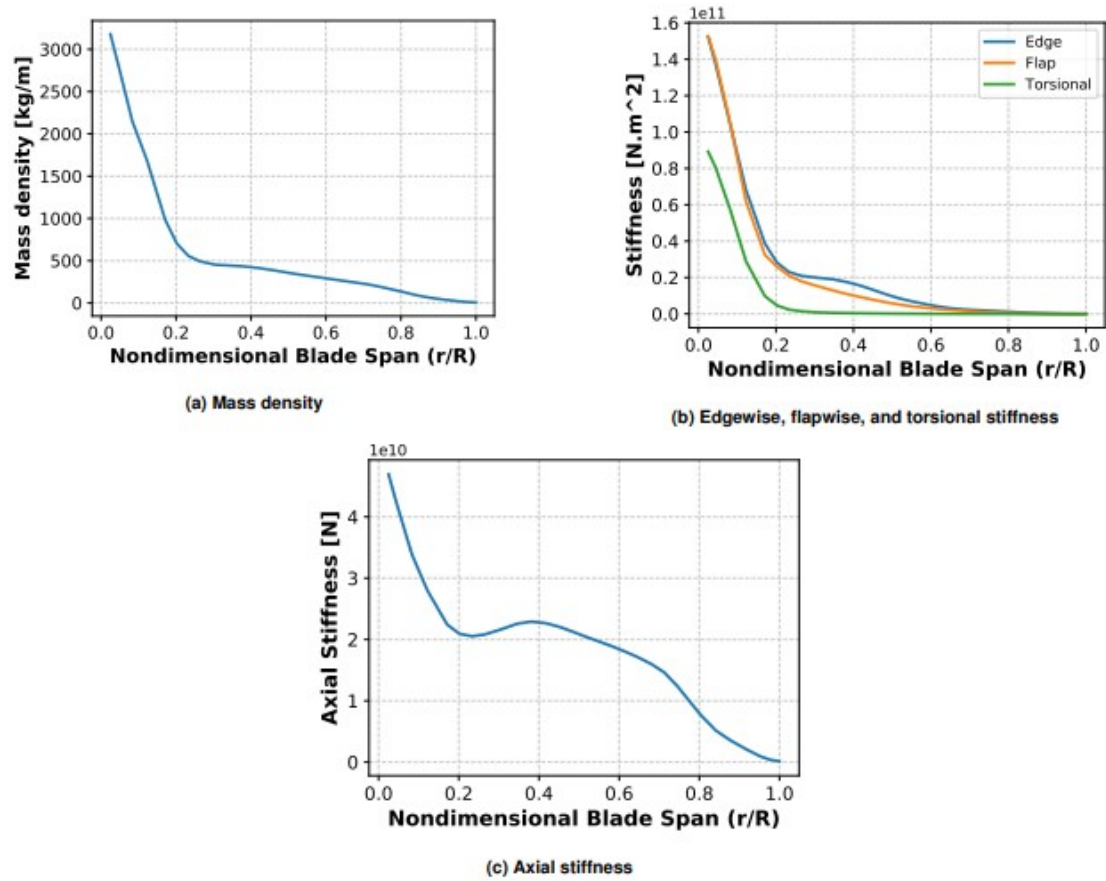 Mass density [kg/m]
3000
2500
2000
1500
1000
500
0
0.0 0.2 0.4 0.6 0.8 1.0
Nondimensional Blade Span (r/R)
(a) Mass density
1e11
Stiffness [N.m^2]
1.6
1.4
1.2
1.0
0.8
0.6
0.4
0.2
0.0
Edge
Flap
Torsional
0.0 0.2 0.4 0.6 0.8 1.0
Nondimensional Blade Span (r/R)
(b) Edgewise, flapwise, and torsional stiffness
1e10
Axial Stiffness [N]
4
3
2
1
0
0.0 0.2 0.4 0.6 0.8 1.0
Nondimensional Blade Span (r/R)
(c) Axial stiffness